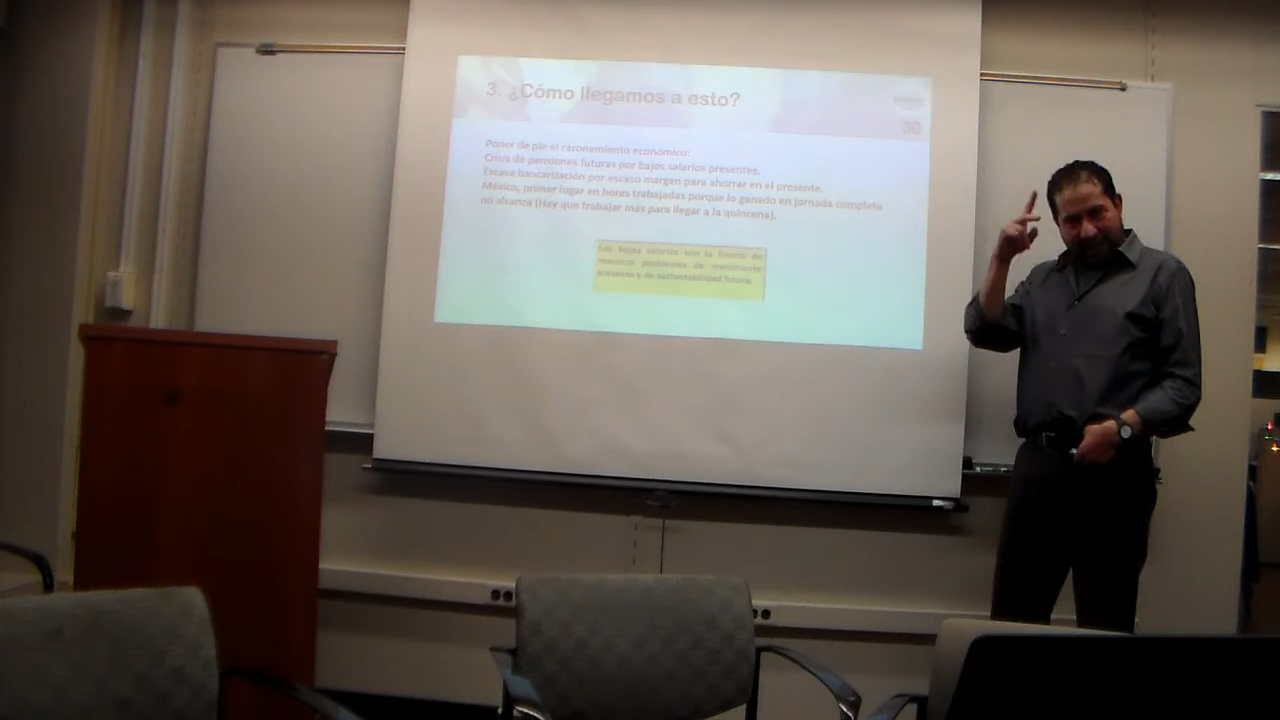 3. ¿Cómo llegamos a esto?
30
Poner de pie el razonamiento económico:
Crisis de pensiones futuras por bajos salarios presentes.
Escasa bancarización por escaso margen para ahorrar en el presente.
México, primer lugar en horas trabajadas porque lo ganado en jornada completa
no alcanza (Hay que trabajar más para llegar a la quincena).
Los bajos salarios son la fuente de
nuestros problemas de crecimiento
presente y de sustentabilidad futura.